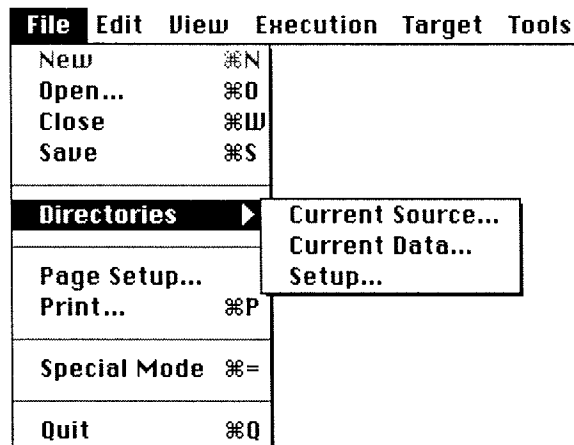 File Edit View Execution Target Tools
New ⌘N
Open... ⌘O
Close ⌘W
Save ⌘S
Directories ▶
Current Source...
Current Data...
Setup...
Page Setup...
Print... ⌘P
Special Mode ⌘=
Quit ⌘Q